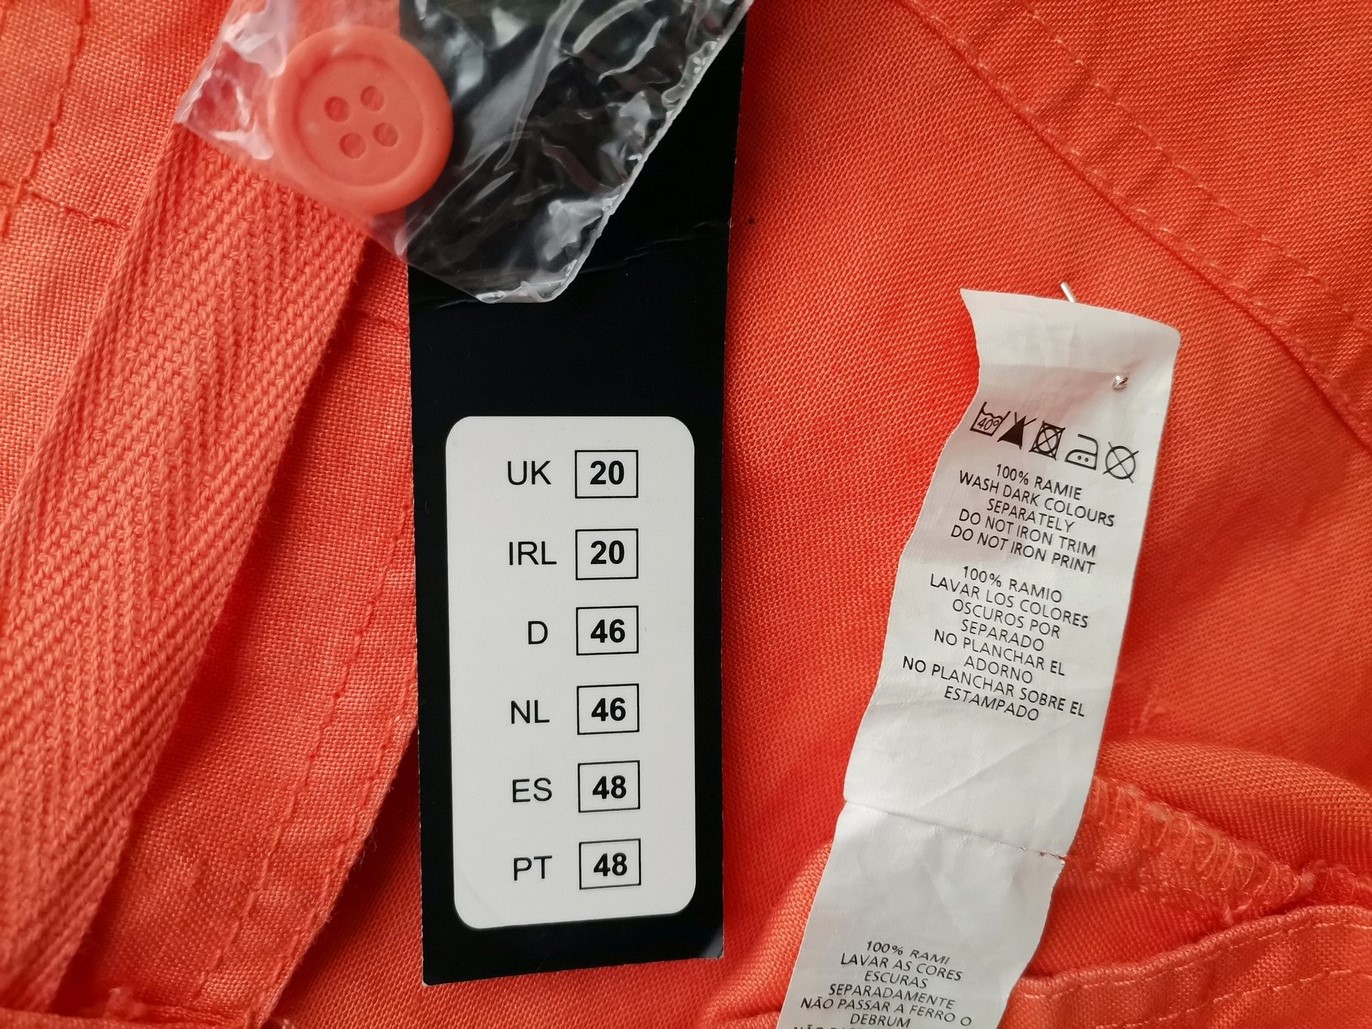 UK 20
IRL 20
D 46
NL 46
ES 48
PT 48
40°
100% RAMIE
WASH DARK COLOURS
SEPARATELY
DO NOT IRON TRIM
DO NOT IRON PRINT
100% RAMIO
LAVAR LOS COLORES
OSCUROS POR
SEPARADO
NO PLANCHAR EL
ADORNO
NO PLANCHAR SOBRE EL
ESTAMPADO
100% RAMI
LAVAR AS CORES
ESCURAS
SEPARADAMENTE
NÃO PASSAR A FERRO O
DEBRUM